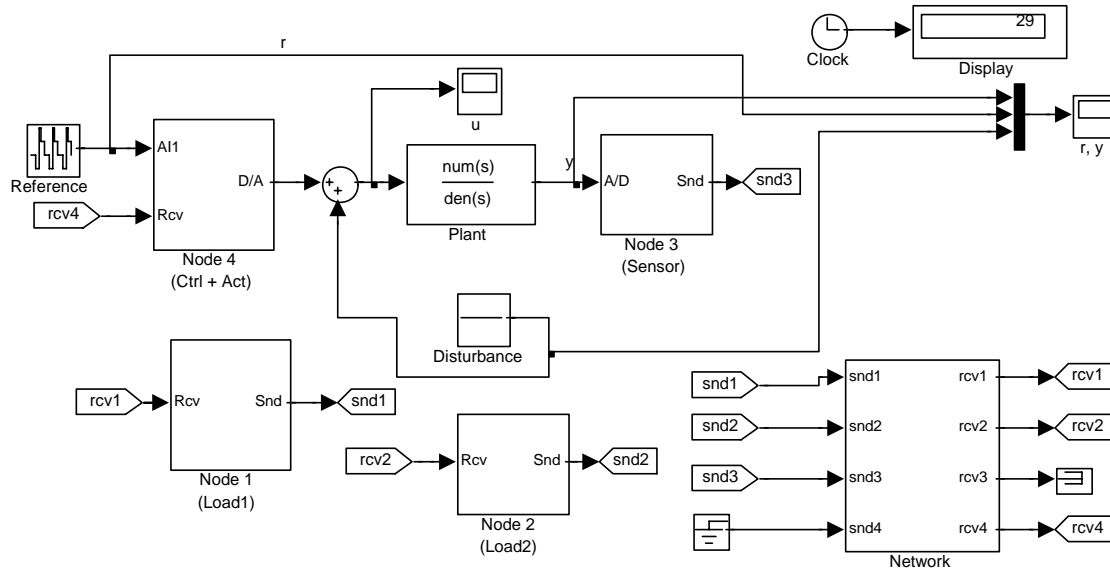 r
Clock
29
Display
Reference
rcv4
AI1
Rcv
D/A
Node 4
(Ctrl + Act)
+
+
u
num(s)
den(s)
Plant
y
A/D
Snd
Node 3
(Sensor)
snd3
r, y
Disturbance
rcv1
Rcv
Snd
Node 1
(Load1)
snd1
rcv2
Rcv
Snd
Node 2
(Load2)
snd2
snd1
snd2
snd3
snd1
snd2
snd3
snd4
rcv1
rcv2
rcv3
rcv4
Network
rcv1
rcv2
rcv4